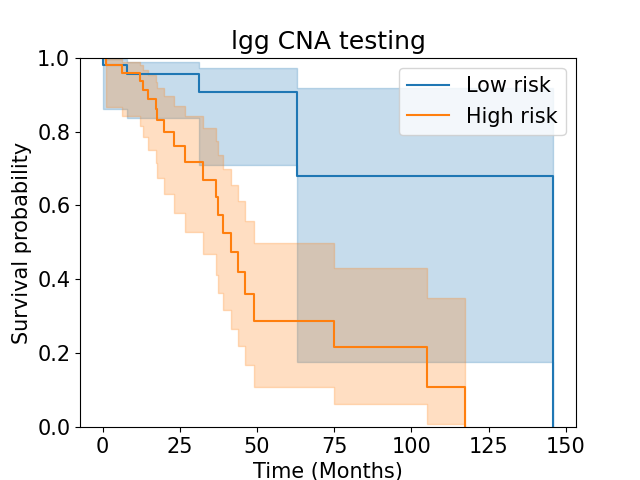 lgg CNA testing
Low risk
High risk
Survival probability
1.0
0.8
0.6
0.4
0.2
0.0
0 25 50 75 100 125 150
Time (Months)